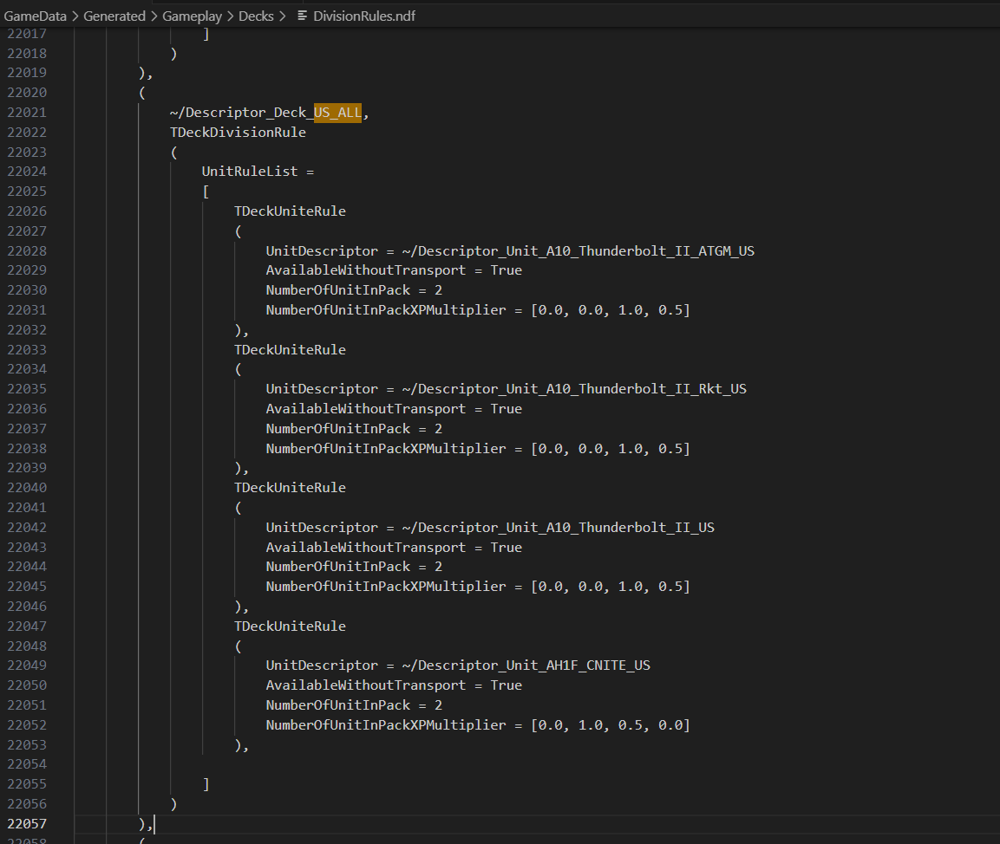 GameData > Generated > Gameplay > Decks > DivisionRules.ndf
22017 ]
22018 )
22019 ),
22020 (
22021 ~/Descriptor_Deck_US_ALL,
22022 TDeckDivisionRule
22023 (
22024 UnitRuleList =
22025 [
22026 TDeckUniteRule
22027 (
22028 UnitDescriptor = ~/Descriptor_Unit_A10_Thunderbolt_II_ATGM_US
22029 AvailableWithoutTransport = True
22030 NumberOfUnitInPack = 2
22031 NumberOfUnitInPackXPMultiplier = [0.0, 0.0, 1.0, 0.5]
22032 ),
22033 TDeckUniteRule
22034 (
22035 UnitDescriptor = ~/Descriptor_Unit_A10_Thunderbolt_II_Rkt_US
22036 AvailableWithoutTransport = True
22037 NumberOfUnitInPack = 2
22038 NumberOfUnitInPackXPMultiplier = [0.0, 0.0, 1.0, 0.5]
22039 ),
22040 TDeckUniteRule
22041 (
22042 UnitDescriptor = ~/Descriptor_Unit_A10_Thunderbolt_II_US
22043 AvailableWithoutTransport = True
22044 NumberOfUnitInPack = 2
22045 NumberOfUnitInPackXPMultiplier = [0.0, 0.0, 1.0, 0.5]
22046 ),
22047 TDeckUniteRule
22048 (
22049 UnitDescriptor = ~/Descriptor_Unit_AH1F_CNITE_US
22050 AvailableWithoutTransport = True
22051 NumberOfUnitInPack = 2
22052 NumberOfUnitInPackXPMultiplier = [0.0, 1.0, 0.5, 0.0]
22053 ),
22054
22055 ]
22056 )
22057 ),
22058 (